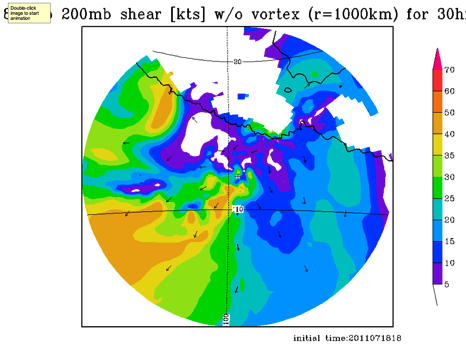 Double-click
image to start
animation
200mb shear [kts] w/o vortex (r=1000km) for 30h
20
10
100
70
60
50
40
35
30
25
20
15
10
5
initial time:2011071818